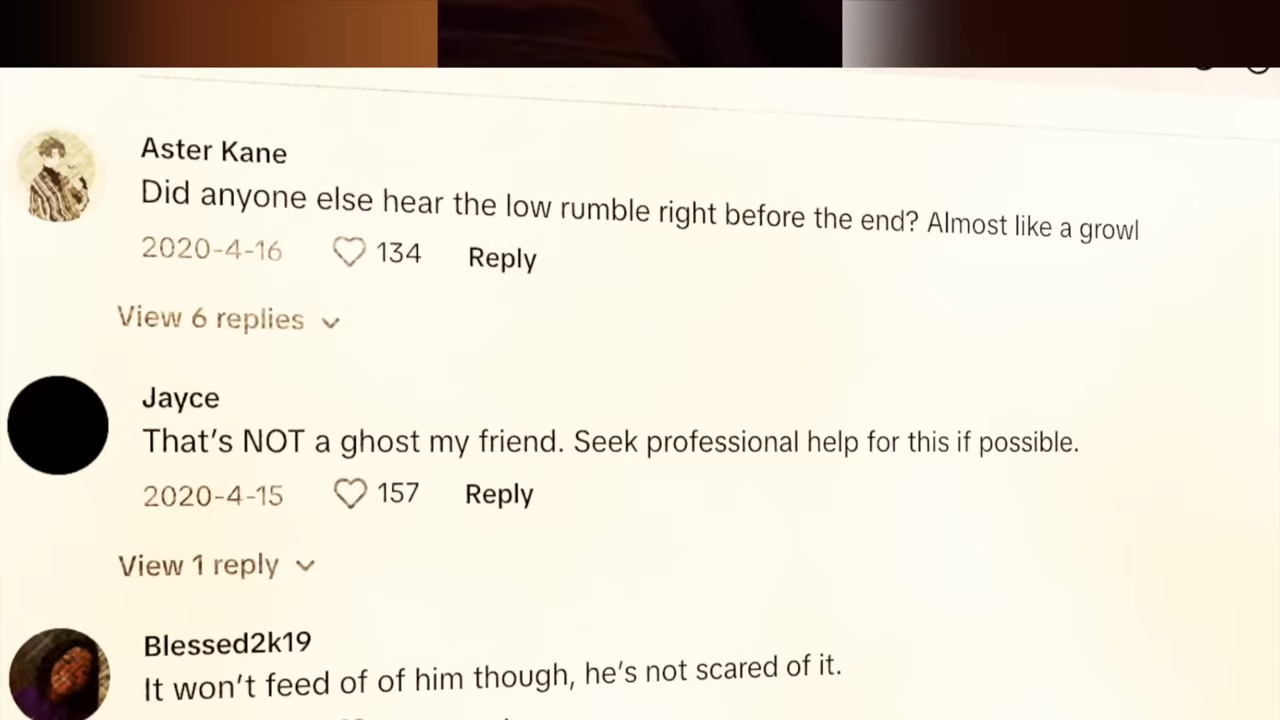 Aster Kane
Did anyone else hear the low rumble right before the end? Almost like a growl
2020-4-16 134 Reply
View 6 replies
Jayce
That's NOT a ghost my friend. Seek professional help for this if possible.
2020-4-15 157 Reply
View 1 reply
Blessed2k19
It won't feed of of him though, he's not scared of it.